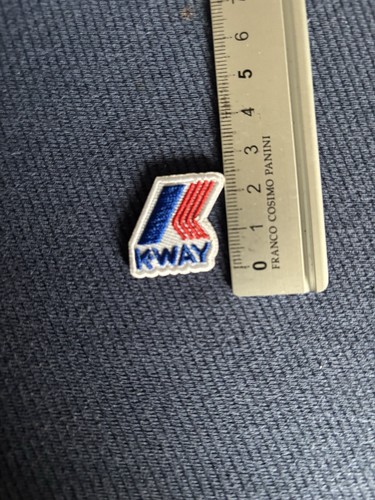 K-WAY
0 1 2 3 4 5 6
FRANCO COSIMO PANINI